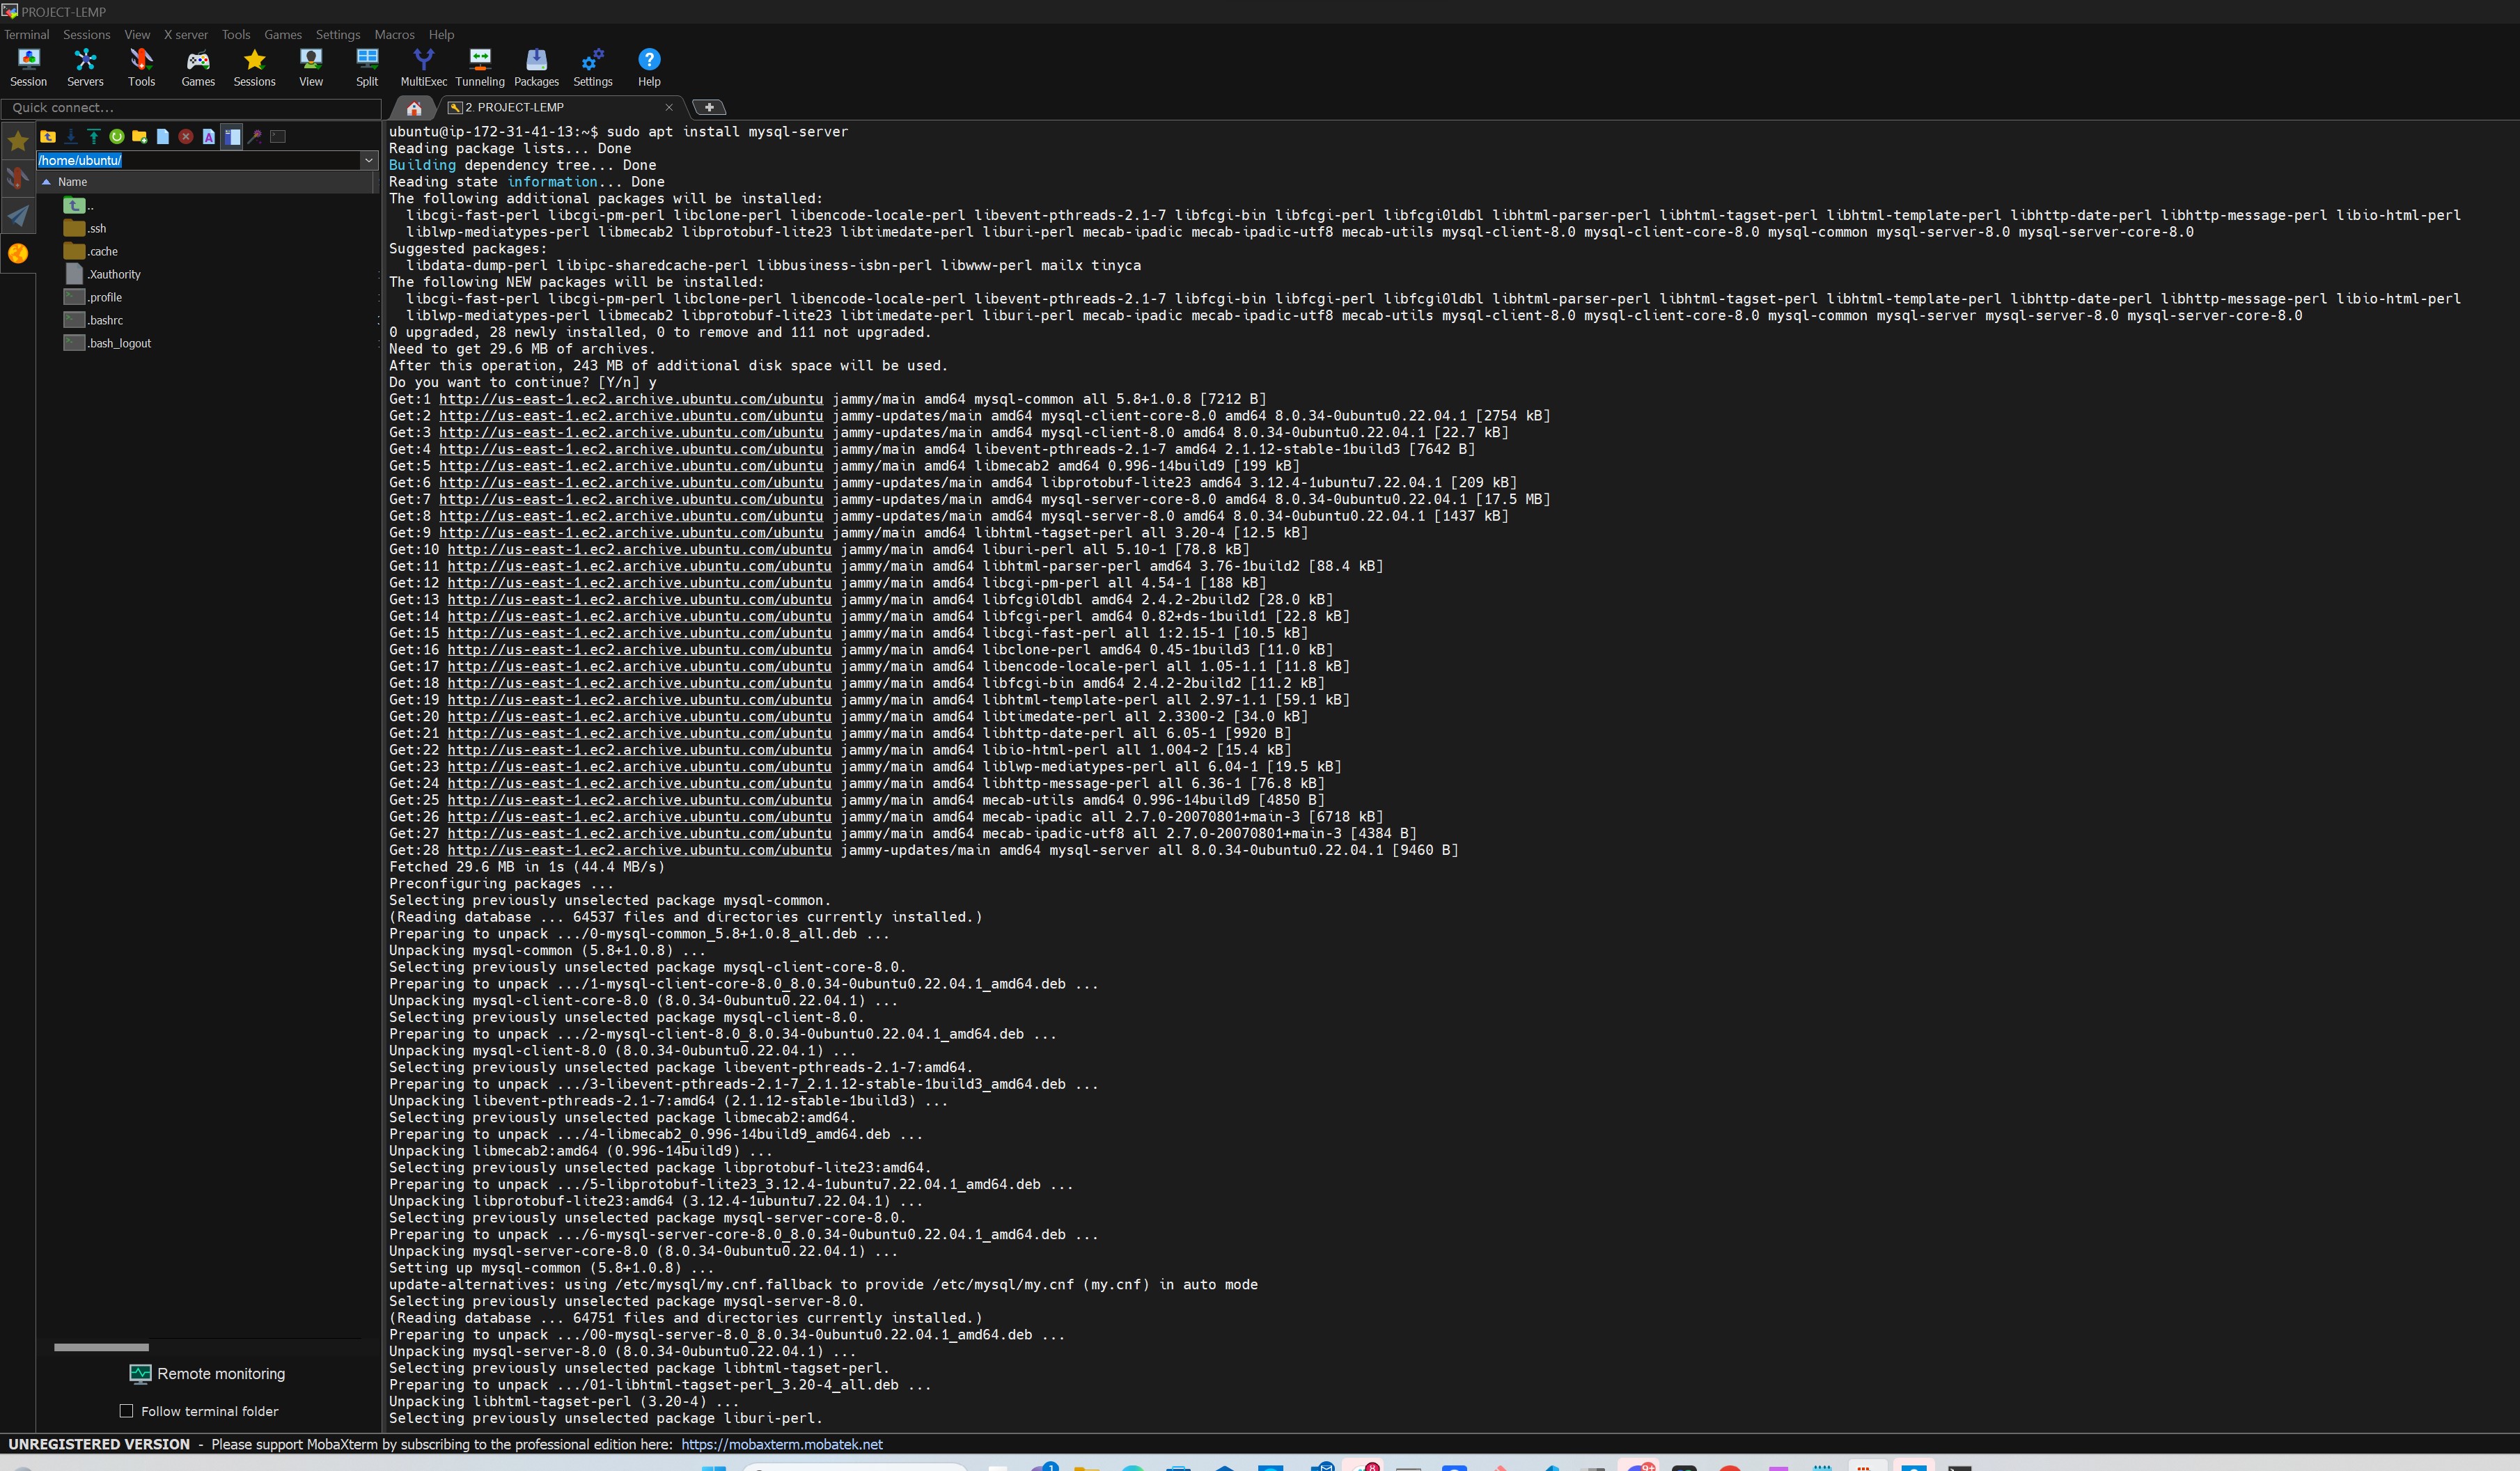 PROJECT-LEMP
Terminal Sessions View X server Tools Games Settings Macros Help
Session Servers Tools Games Sessions View Split MultiExec Tunneling Packages Settings Help
Quick connect...
2. PROJECT-LEMP
/home/ubuntu/
Name
..
.ssh
.cache
.Xauthority
.profile
.bashrc
.bash_logout
Remote monitoring
Follow terminal folder
ubuntu@ip-172-31-41-13:~$ sudo apt install mysql-server
Reading package lists... Done
Building dependency tree... Done
Reading state information... Done
The following additional packages will be installed:
libcgi-fast-perl libcgi-pm-perl libclone-perl libencode-locale-perl libevent-pthreads-2.1-7 libfcgi-bin libfcgi-perl libfcgi0ldbl libhtml-parser-perl libhtml-tagset-perl libhtml-template-perl libhttp-date-perl libhttp-message-perl libio-html-perl
liblwp-mediatypes-perl libmecab2 libprotobuf-lite23 libtimedate-perl liburi-perl mecab-ipadic mecab-ipadic-utf8 mecab-utils mysql-client-8.0 mysql-client-core-8.0 mysql-common mysql-server-8.0 mysql-server-core-8.0
Suggested packages:
libdata-dump-perl libipc-sharedcache-perl libbusiness-isbn-perl libwww-perl mailx tinyca
The following NEW packages will be installed:
libcgi-fast-perl libcgi-pm-perl libclone-perl libencode-locale-perl libevent-pthreads-2.1-7 libfcgi-bin libfcgi-perl libfcgi0ldbl libhtml-parser-perl libhtml-tagset-perl libhtml-template-perl libhttp-date-perl libhttp-message-perl libio-html-perl
liblwp-mediatypes-perl libmecab2 libprotobuf-lite23 libtimedate-perl liburi-perl mecab-ipadic mecab-ipadic-utf8 mecab-utils mysql-client-8.0 mysql-client-core-8.0 mysql-common mysql-server mysql-server-8.0 mysql-server-core-8.0
0 upgraded, 28 newly installed, 0 to remove and 111 not upgraded.
Need to get 29.6 MB of archives.
After this operation, 243 MB of additional disk space will be used.
Do you want to continue? [Y/n] y
Get:1 http://us-east-1.ec2.archive.ubuntu.com/ubuntu jammy/main amd64 mysql-common all 5.8+1.0.8 [7212 B]
Get:2 http://us-east-1.ec2.archive.ubuntu.com/ubuntu jammy-updates/main amd64 mysql-client-core-8.0 amd64 8.0.34-0ubuntu0.22.04.1 [2754 kB]
Get:3 http://us-east-1.ec2.archive.ubuntu.com/ubuntu jammy-updates/main amd64 mysql-client-8.0 amd64 8.0.34-0ubuntu0.22.04.1 [22.7 kB]
Get:4 http://us-east-1.ec2.archive.ubuntu.com/ubuntu jammy/main amd64 libevent-pthreads-2.1-7 amd64 2.1.12-stable-1build3 [7642 B]
Get:5 http://us-east-1.ec2.archive.ubuntu.com/ubuntu jammy/main amd64 libmecab2 amd64 0.996-14build9 [199 kB]
Get:6 http://us-east-1.ec2.archive.ubuntu.com/ubuntu jammy-updates/main amd64 libprotobuf-lite23 amd64 3.12.4-1ubuntu7.22.04.1 [209 kB]
Get:7 http://us-east-1.ec2.archive.ubuntu.com/ubuntu jammy-updates/main amd64 mysql-server-core-8.0 amd64 8.0.34-0ubuntu0.22.04.1 [17.5 MB]
Get:8 http://us-east-1.ec2.archive.ubuntu.com/ubuntu jammy-updates/main amd64 mysql-server-8.0 amd64 8.0.34-0ubuntu0.22.04.1 [1437 kB]
Get:9 http://us-east-1.ec2.archive.ubuntu.com/ubuntu jammy/main amd64 libhtml-tagset-perl all 3.20-4 [12.5 kB]
Get:10 http://us-east-1.ec2.archive.ubuntu.com/ubuntu jammy/main amd64 liburi-perl all 5.10-1 [78.8 kB]
Get:11 http://us-east-1.ec2.archive.ubuntu.com/ubuntu jammy/main amd64 libhtml-parser-perl amd64 3.76-1build2 [88.4 kB]
Get:12 http://us-east-1.ec2.archive.ubuntu.com/ubuntu jammy/main amd64 libcgi-pm-perl all 4.54-1 [188 kB]
Get:13 http://us-east-1.ec2.archive.ubuntu.com/ubuntu jammy/main amd64 libfcgi0ldbl amd64 2.4.2-2build2 [28.0 kB]
Get:14 http://us-east-1.ec2.archive.ubuntu.com/ubuntu jammy/main amd64 libfcgi-perl amd64 0.82+ds-1build1 [22.8 kB]
Get:15 http://us-east-1.ec2.archive.ubuntu.com/ubuntu jammy/main amd64 libcgi-fast-perl all 1:2.15-1 [10.5 kB]
Get:16 http://us-east-1.ec2.archive.ubuntu.com/ubuntu jammy/main amd64 libclone-perl amd64 0.45-1build3 [11.0 kB]
Get:17 http://us-east-1.ec2.archive.ubuntu.com/ubuntu jammy/main amd64 libencode-locale-perl all 1.05-1.1 [11.8 kB]
Get:18 http://us-east-1.ec2.archive.ubuntu.com/ubuntu jammy/main amd64 libfcgi-bin amd64 2.4.2-2build2 [11.2 kB]
Get:19 http://us-east-1.ec2.archive.ubuntu.com/ubuntu jammy/main amd64 libhtml-template-perl all 2.97-1.1 [59.1 kB]
Get:20 http://us-east-1.ec2.archive.ubuntu.com/ubuntu jammy/main amd64 libtimedate-perl all 2.3300-2 [34.0 kB]
Get:21 http://us-east-1.ec2.archive.ubuntu.com/ubuntu jammy/main amd64 libhttp-date-perl all 6.05-1 [9920 B]
Get:22 http://us-east-1.ec2.archive.ubuntu.com/ubuntu jammy/main amd64 libio-html-perl all 1.004-2 [15.4 kB]
Get:23 http://us-east-1.ec2.archive.ubuntu.com/ubuntu jammy/main amd64 liblwp-mediatypes-perl all 6.04-1 [19.5 kB]
Get:24 http://us-east-1.ec2.archive.ubuntu.com/ubuntu jammy/main amd64 libhttp-message-perl all 6.36-1 [76.8 kB]
Get:25 http://us-east-1.ec2.archive.ubuntu.com/ubuntu jammy/main amd64 mecab-utils amd64 0.996-14build9 [4850 B]
Get:26 http://us-east-1.ec2.archive.ubuntu.com/ubuntu jammy/main amd64 mecab-ipadic all 2.7.0-20070801+main-3 [6718 kB]
Get:27 http://us-east-1.ec2.archive.ubuntu.com/ubuntu jammy/main amd64 mecab-ipadic-utf8 all 2.7.0-20070801+main-3 [4384 B]
Get:28 http://us-east-1.ec2.archive.ubuntu.com/ubuntu jammy-updates/main amd64 mysql-server all 8.0.34-0ubuntu0.22.04.1 [9460 B]
Fetched 29.6 MB in 1s (44.4 MB/s)
Preconfiguring packages ...
Selecting previously unselected package mysql-common.
(Reading database ... 64537 files and directories currently installed.)
Preparing to unpack .../0-mysql-common_5.8+1.0.8_all.deb ...
Unpacking mysql-common (5.8+1.0.8) ...
Selecting previously unselected package mysql-client-core-8.0.
Preparing to unpack .../1-mysql-client-core-8.0_8.0.34-0ubuntu0.22.04.1_amd64.deb ...
Unpacking mysql-client-core-8.0 (8.0.34-0ubuntu0.22.04.1) ...
Selecting previously unselected package mysql-client-8.0.
Preparing to unpack .../2-mysql-client-8.0_8.0.34-0ubuntu0.22.04.1_amd64.deb ...
Unpacking mysql-client-8.0 (8.0.34-0ubuntu0.22.04.1) ...
Selecting previously unselected package libevent-pthreads-2.1-7:amd64.
Preparing to unpack .../3-libevent-pthreads-2.1-7_2.1.12-stable-1build3_amd64.deb ...
Unpacking libevent-pthreads-2.1-7:amd64 (2.1.12-stable-1build3) ...
Selecting previously unselected package libmecab2:amd64.
Preparing to unpack .../4-libmecab2_0.996-14build9_amd64.deb ...
Unpacking libmecab2:amd64 (0.996-14build9) ...
Selecting previously unselected package libprotobuf-lite23:amd64.
Preparing to unpack .../5-libprotobuf-lite23_3.12.4-1ubuntu7.22.04.1_amd64.deb ...
Unpacking libprotobuf-lite23:amd64 (3.12.4-1ubuntu7.22.04.1) ...
Selecting previously unselected package mysql-server-core-8.0.
Preparing to unpack .../6-mysql-server-core-8.0_8.0.34-0ubuntu0.22.04.1_amd64.deb ...
Unpacking mysql-server-core-8.0 (8.0.34-0ubuntu0.22.04.1) ...
Setting up mysql-common (5.8+1.0.8) ...
update-alternatives: using /etc/mysql/my.cnf.fallback to provide /etc/mysql/my.cnf (my.cnf) in auto mode
Selecting previously unselected package mysql-server-8.0.
(Reading database ... 64751 files and directories currently installed.)
Preparing to unpack .../00-mysql-server-8.0_8.0.34-0ubuntu0.22.04.1_amd64.deb ...
Unpacking mysql-server-8.0 (8.0.34-0ubuntu0.22.04.1) ...
Selecting previously unselected package libhtml-tagset-perl.
Preparing to unpack .../01-libhtml-tagset-perl_3.20-4_all.deb ...
Unpacking libhtml-tagset-perl (3.20-4) ...
Selecting previously unselected package liburi-perl.
UNREGISTERED VERSION - Please support MobaXterm by subscribing to the professional edition here: https://mobaxterm.mobatek.net